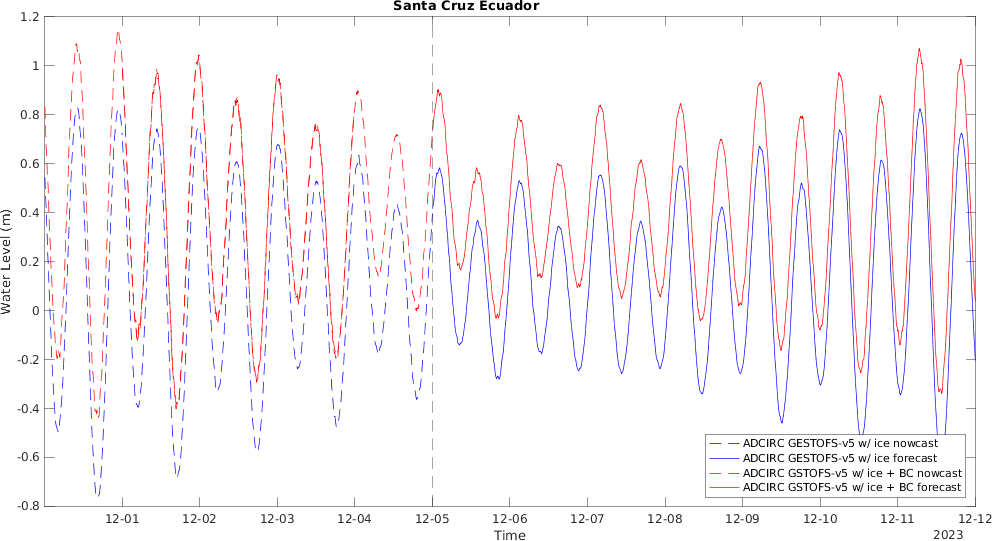 Santa Cruz Ecuador
1.2
1
0.8
0.6
0.4
0.2
0
-0.2
-0.4
-0.6
-0.8
Water Level (m)
ADCIRC GESTOFS-v5 w/ ice nowcast
ADCIRC GESTOFS-v5 w/ ice forecast
ADCIRC GSTOFS-v5 w/ ice + BC nowcast
ADCIRC GSTOFS-v5 w/ ice + BC forecast
12-01 12-02 12-03 12-04 12-05 12-06 12-07 12-08 12-09 12-10 12-11 12-12
Time
2023